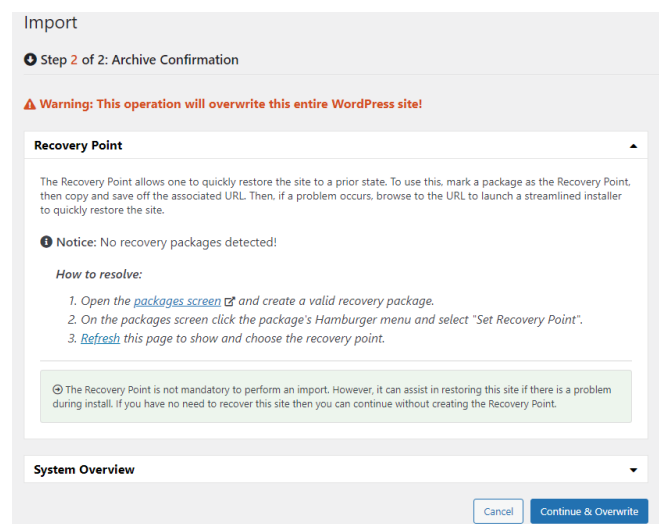 Import
Step 2 of 2: Archive Confirmation
Warning: This operation will overwrite this entire WordPress site!
Recovery Point
The Recovery Point allows one to quickly restore the site to a prior state. To use this, mark a package as the Recovery Point,
then copy and save off the associated URL. Then, if a problem occurs, browse to the URL to launch a streamlined installer
to quickly restore the site.
Notice: No recovery packages detected!
How to resolve:
1. Open the packages screen and create a valid recovery package.
2. On the packages screen click the package's Hamburger menu and select "Set Recovery Point".
3. Refresh this page to show and choose the recovery point.
The Recovery Point is not mandatory to perform an import. However, it can assist in restoring this site if there is a problem
during install. If you have no need to recover this site then you can continue without creating the Recovery Point.
System Overview
Cancel Continue & Overwrite